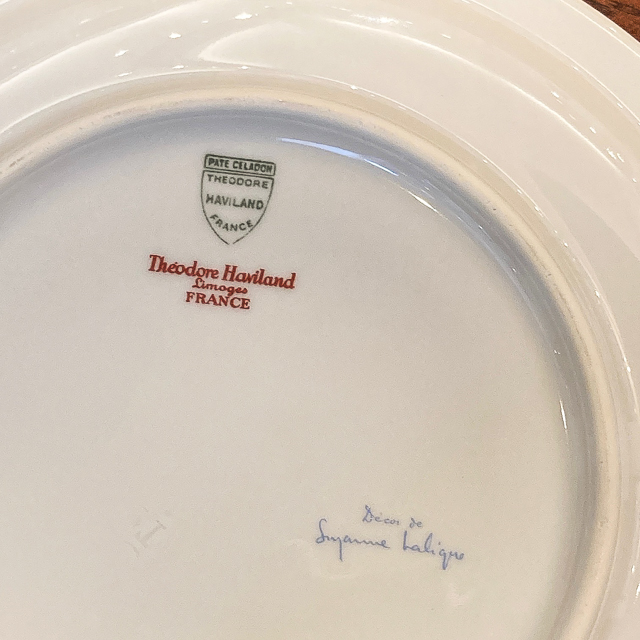 PATE CELADON
THEODORE
HAVILAND
FRANCE
Théodore Haviland
Limoges
FRANCE
Décor de
Suzanne Lalique